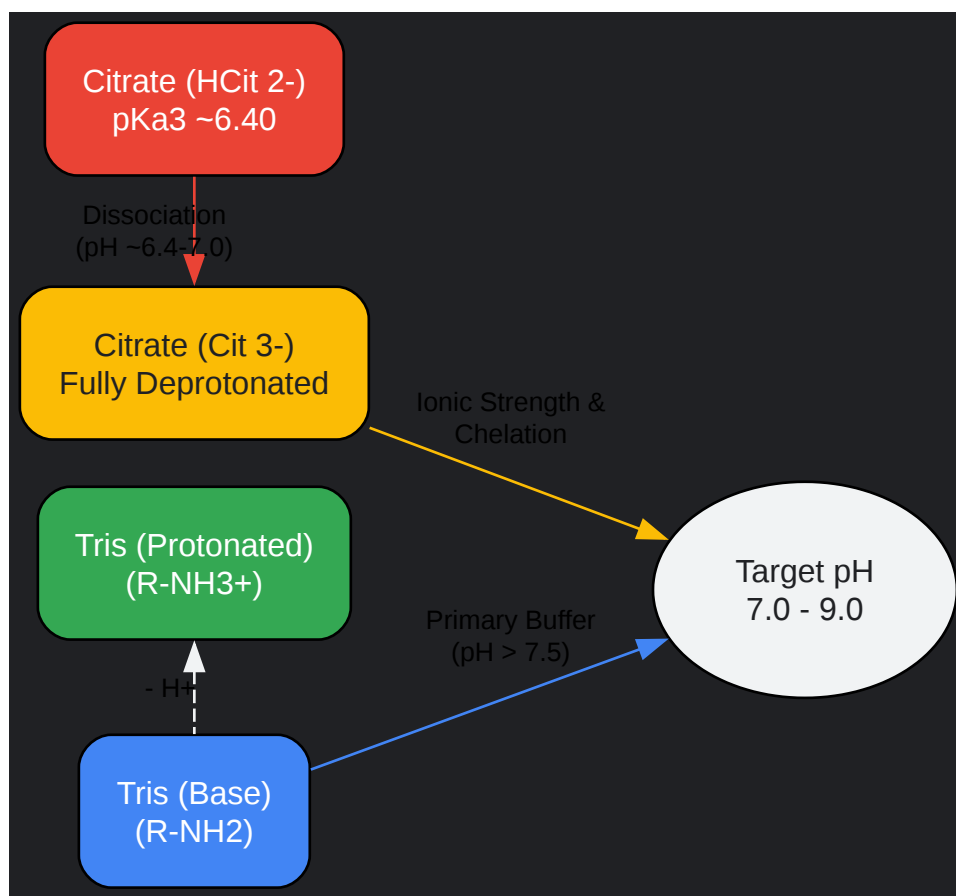 Citrate (HCit 2-)
pKa3 ~6.40
Dissociation
(pH ~6.4-7.0)
Citrate (Cit 3-)
Fully Deprotonated
Ionic Strength &
Chelation
Tris (Protonated)
(R-NH3+)
Target pH
7.0 - 9.0
Primary Buffer
(pH > 7.5)
- H+
Tris (Base)
(R-NH2)